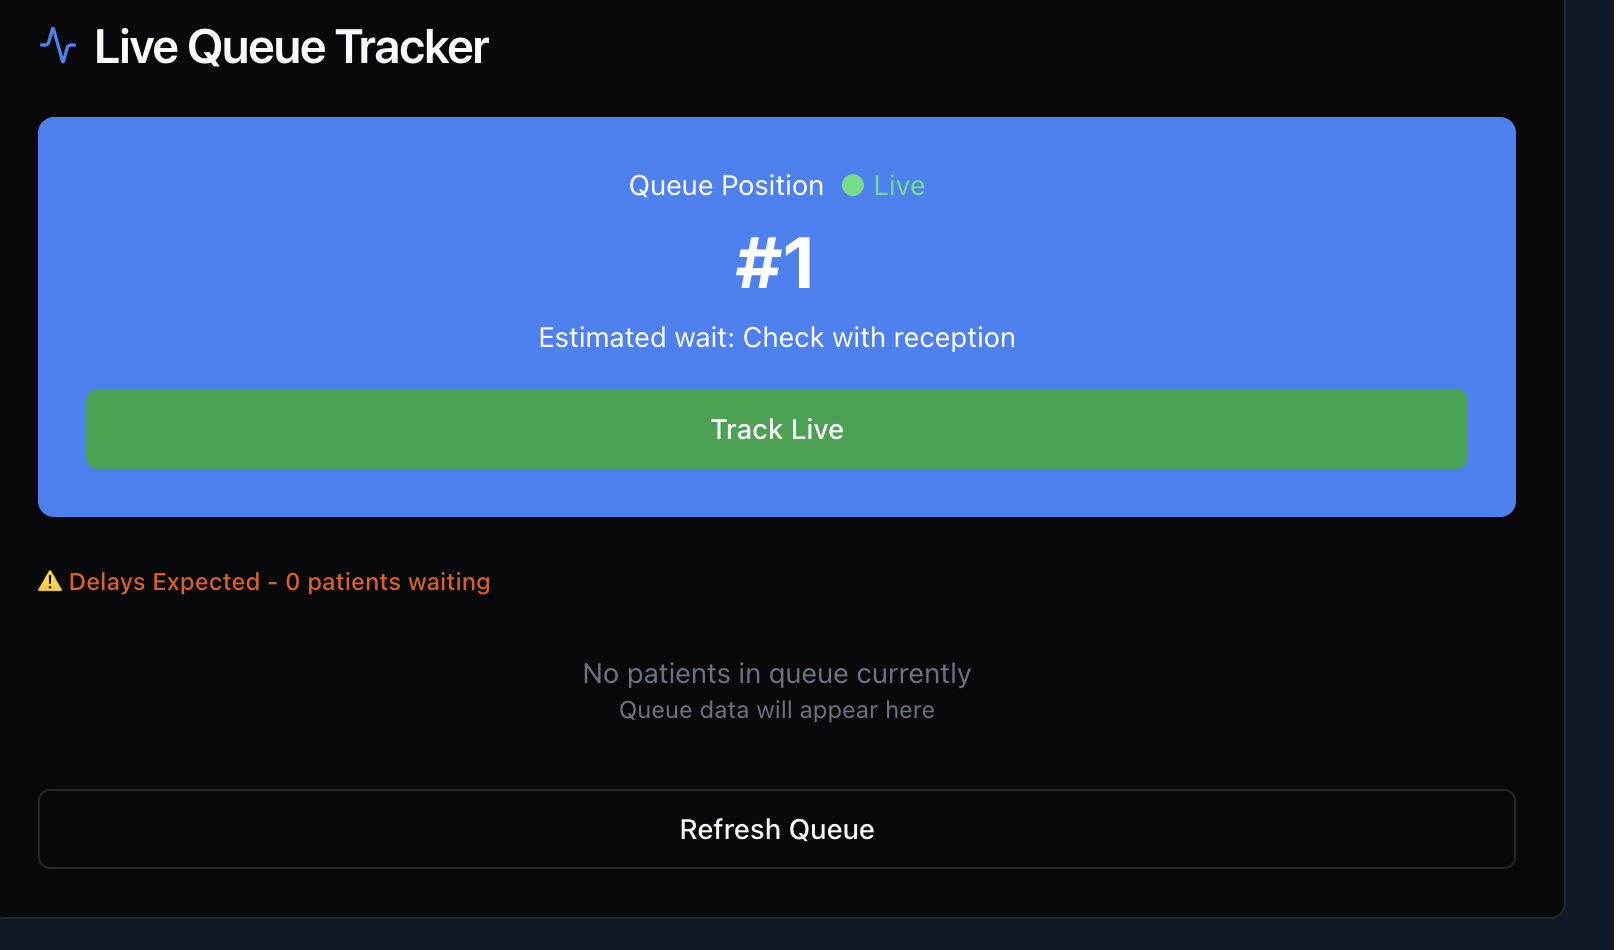 Live Queue Tracker
Queue Position Live
#1
Estimated wait: Check with reception
Track Live
⚠️ Delays Expected - 0 patients waiting
No patients in queue currently
Queue data will appear here
Refresh Queue